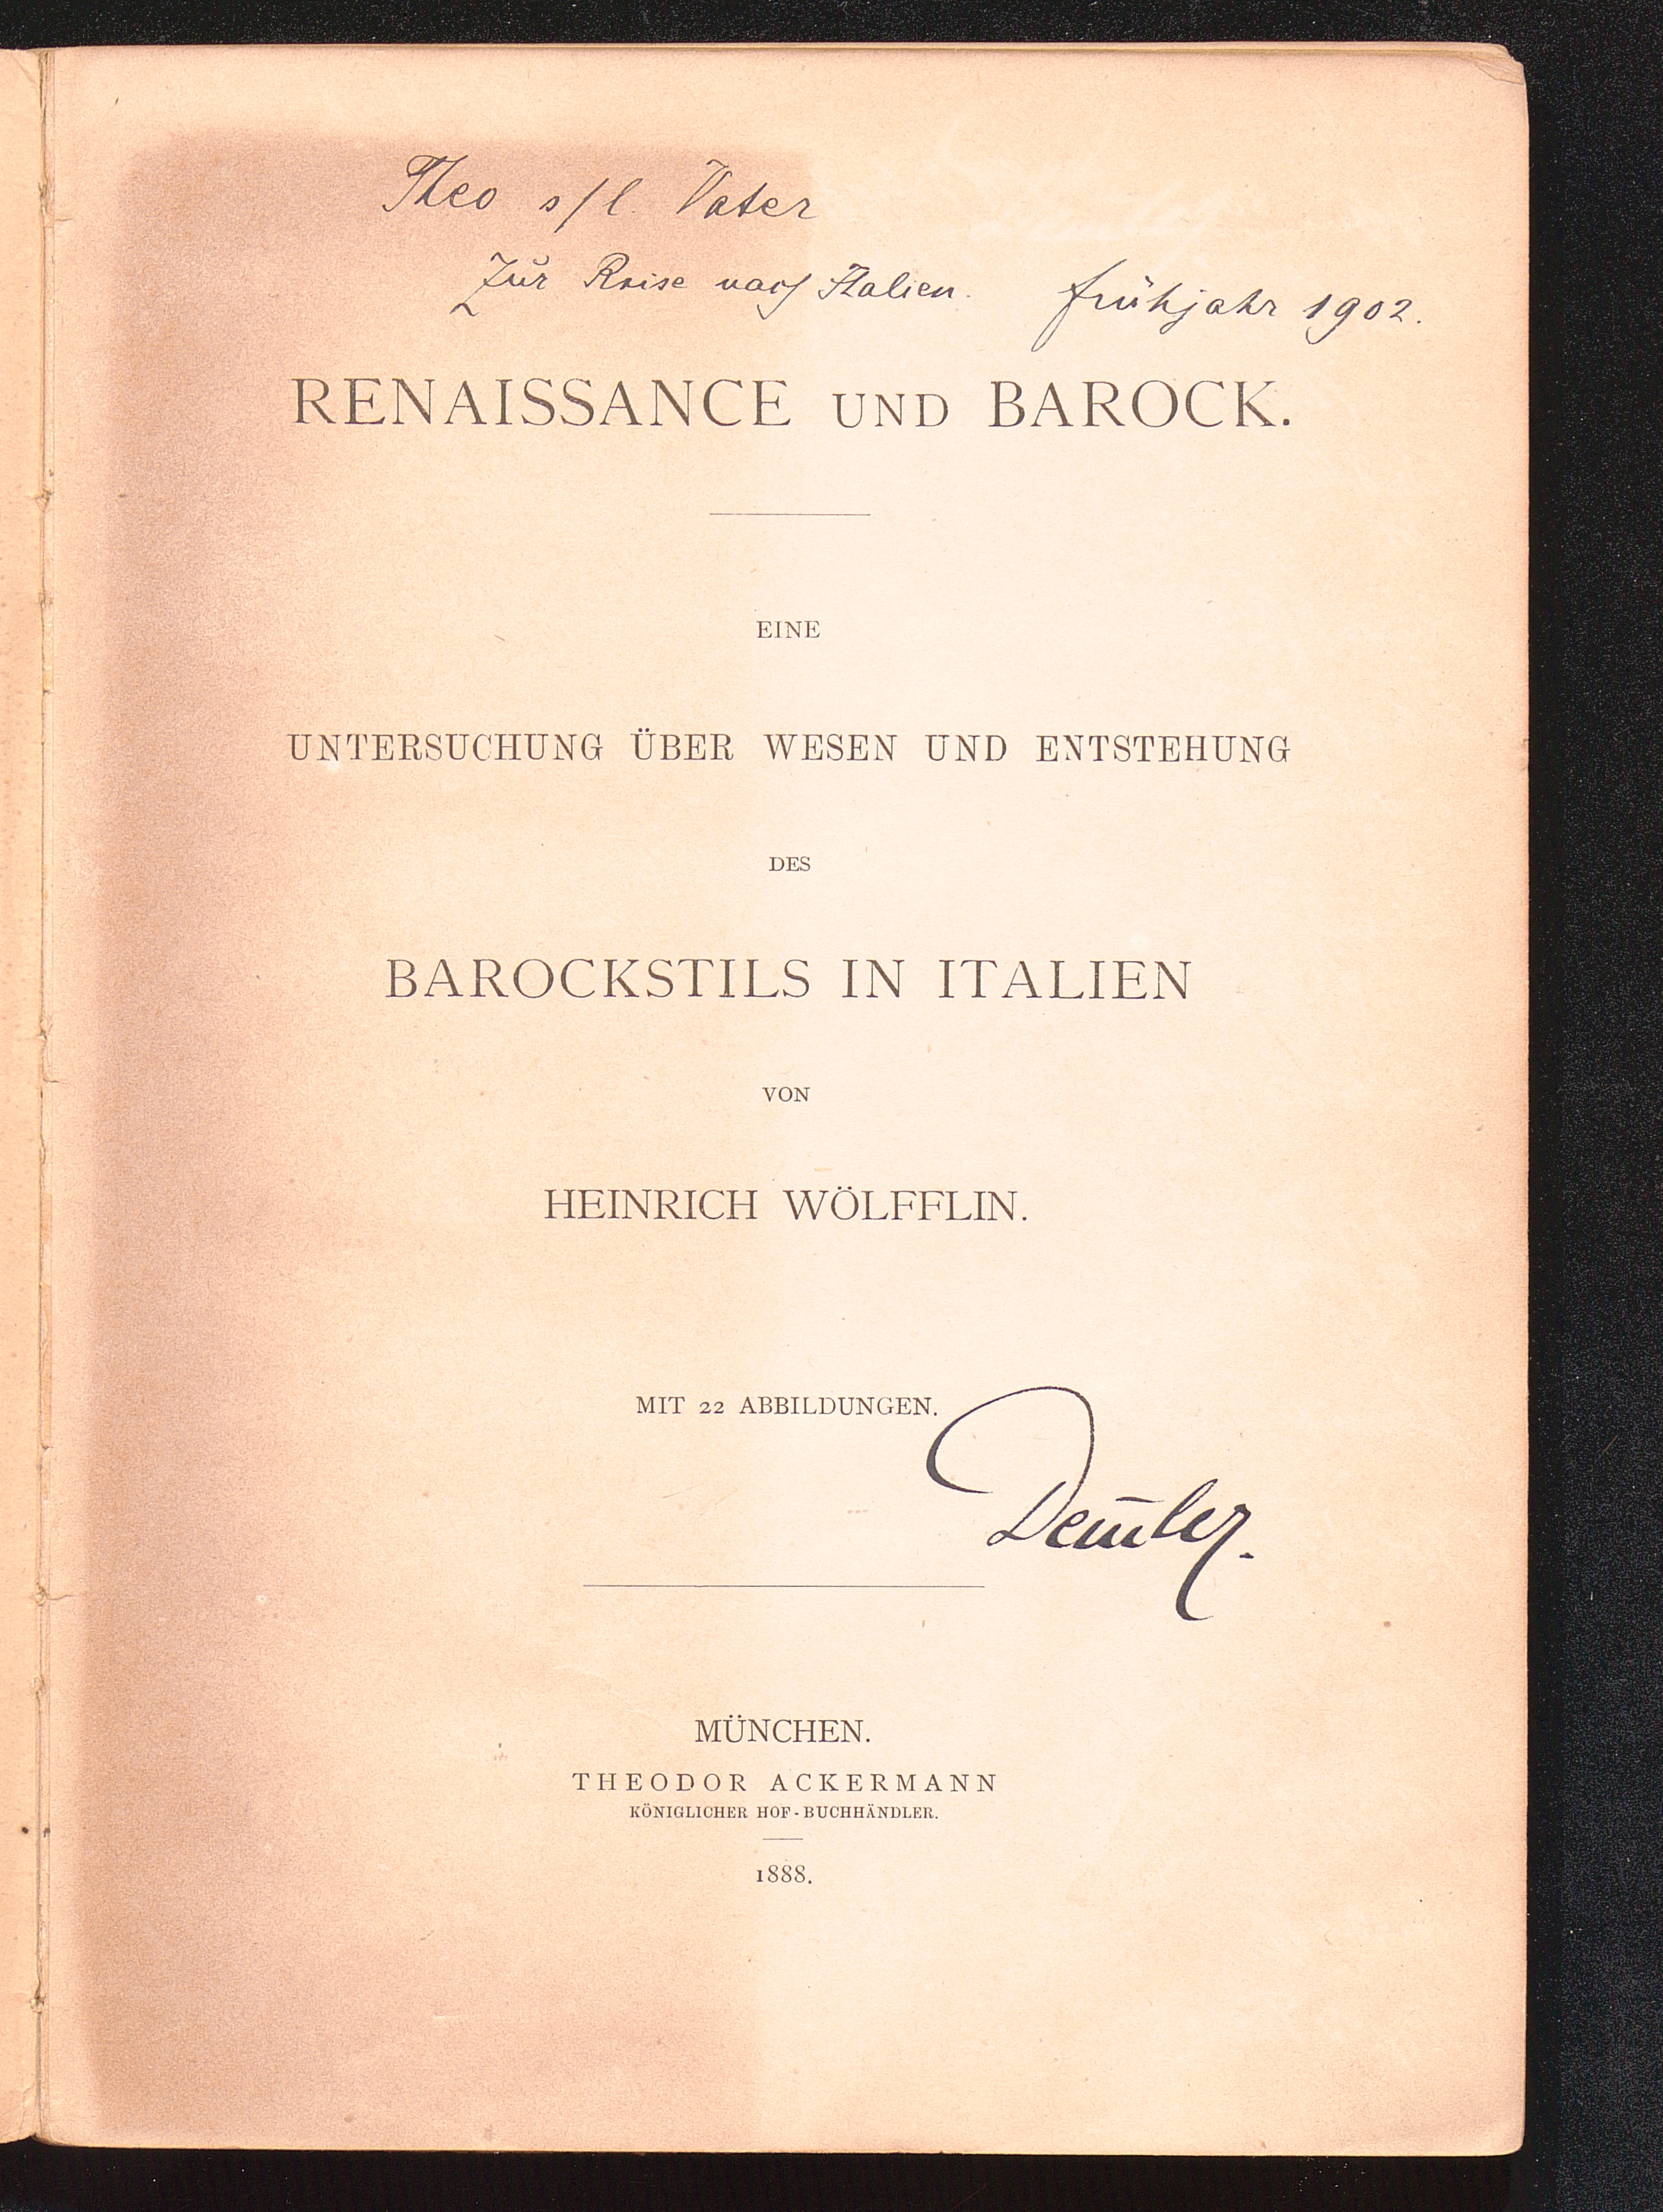 Theo s/l. Vater
Zur Reise nach Italien. Frühjahr 1902.
RENAISSANCE UND BAROCK.
EINE
UNTERSUCHUNG ÜBER WESEN UND ENTSTEHUNG
DES
BAROCKSTILS IN ITALIEN
VON
HEINRICH WÖLFFLIN.
MIT 22 ABBILDUNGEN.
MÜNCHEN.
THEODOR ACKERMANN
KÖNIGLICHER HOF-BUCHHÄNDLER.
1888.